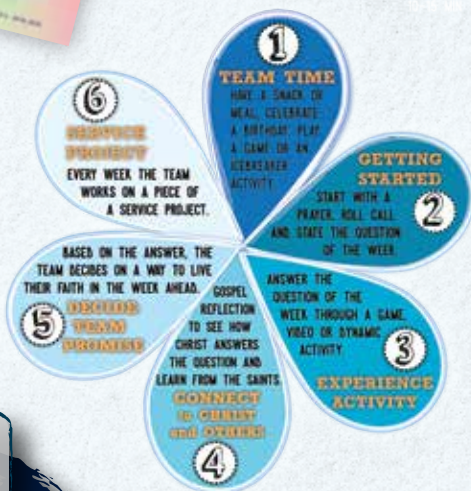 1
TEAM TIME
HAVE A SNACK OR
MEAL, CELEBRATE
A BIRTHDAY, PLAY
A GAME OR AN
ICEBREAKER
ACTIVITY.
GETTING
STARTED
2
START WITH A
PRAYER, ROLL CALL
AND STATE THE QUESTION
OF THE WEEK.
ANSWER THE
QUESTION OF THE
WEEK THROUGH A GAME,
VIDEO OR DYNAMIC
ACTIVITY.
3
EXPERIENCE
ACTIVITY
GOSPEL
REFLECTION
TO SEE HOW
CHRIST ANSWERS
THE QUESTION AND
LEARN FROM THE SAINTS.
CONNECT
to CHRIST
and OTHERS
4
BASED ON THE ANSWER, THE
TEAM DECIDES ON A WAY TO LIVE
THEIR FAITH IN THE WEEK AHEAD.
5
DECIDE
TEAM
PROMISE
6
SERVICE
PROJECT
EVERY WEEK THE TEAM
WORKS ON A PIECE OF
A SERVICE PROJECT.